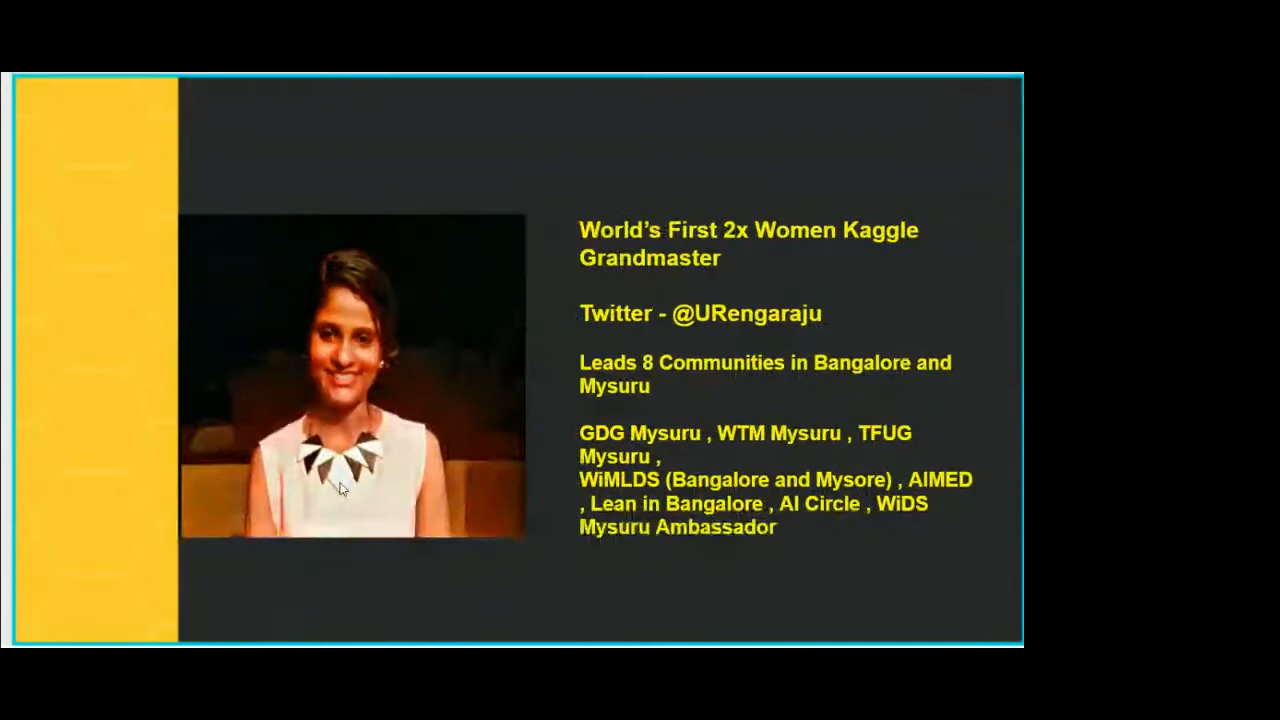 World’s First 2x Women Kaggle
Grandmaster
Twitter - @URengaraju
Leads 8 Communities in Bangalore and
Mysuru
GDG Mysuru , WTM Mysuru , TFUG
Mysuru ,
WiMLDS (Bangalore and Mysore) , AIMED
, Lean in Bangalore , AI Circle , WiDS
Mysuru Ambassador